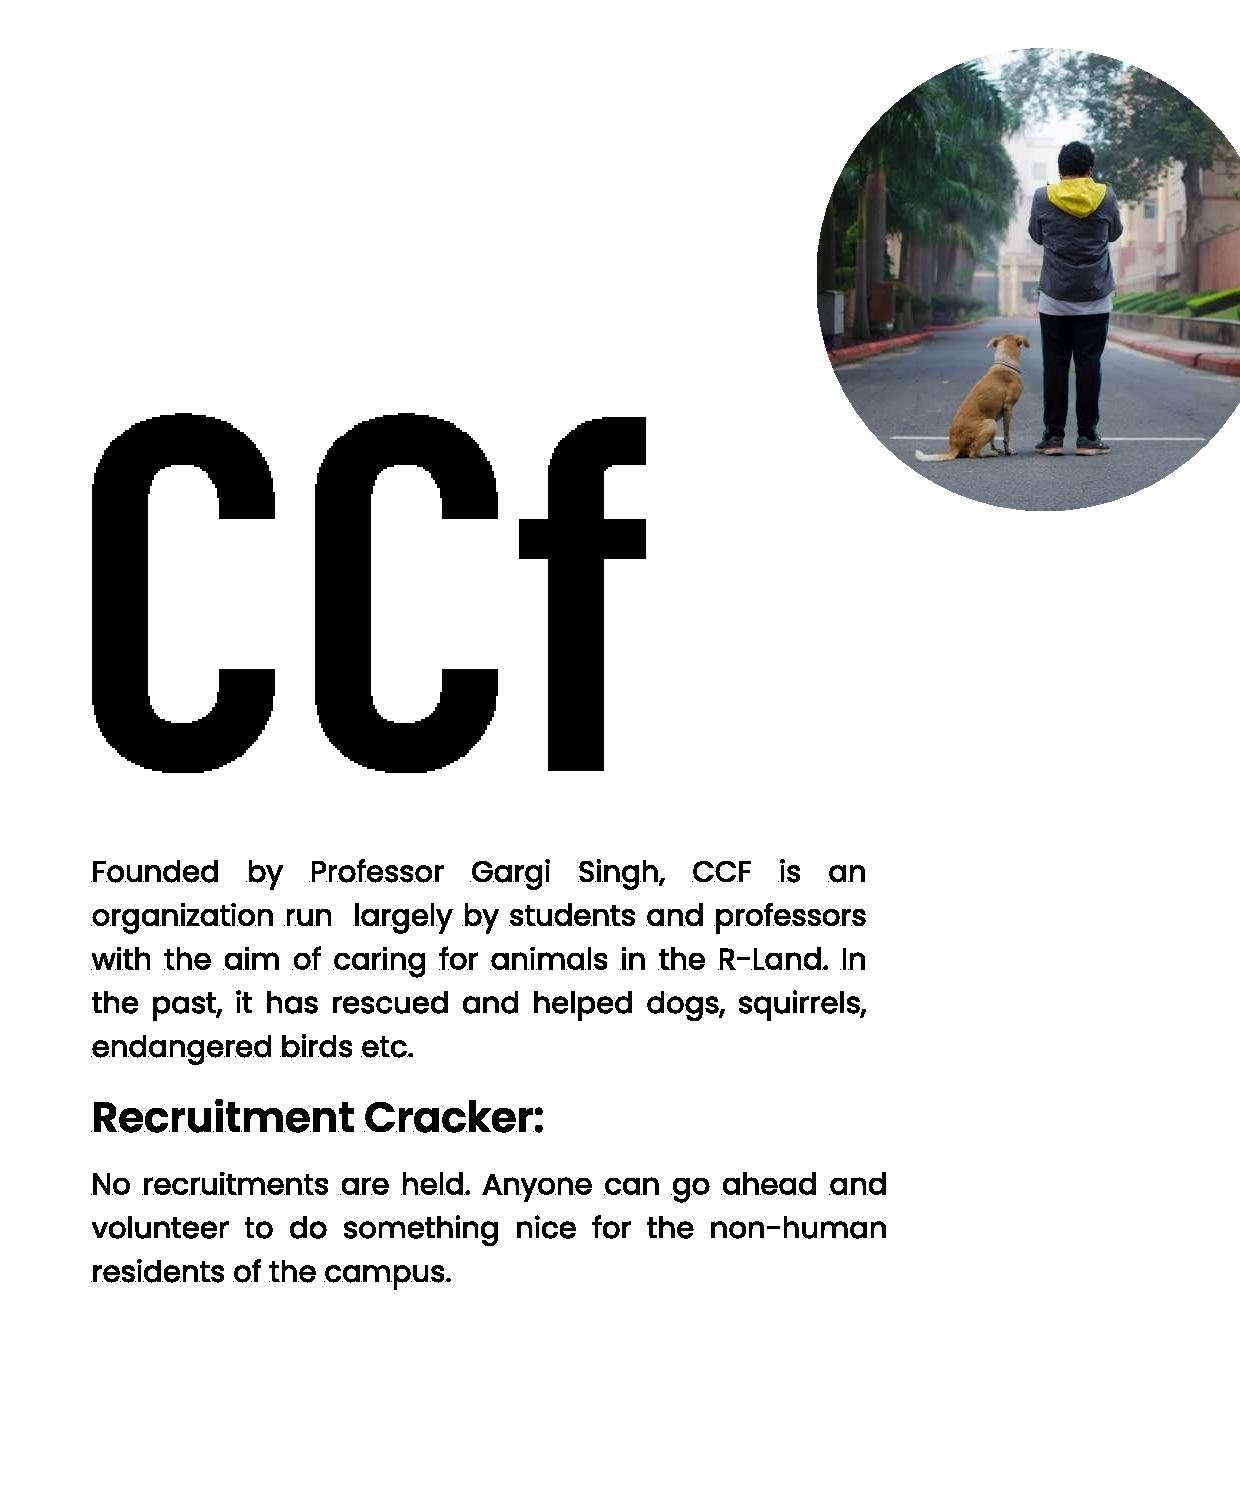 CCf
Founded by Professor Gargi Singh, CCF is an
organization run largely by students and professors
with the aim of caring for animals in the R-Land. In
the past, it has rescued and helped dogs, squirrels,
endangered birds etc.
Recruitment Cracker:
No recruitments are held. Anyone can go ahead and
volunteer to do something nice for the non-human
residents of the campus.